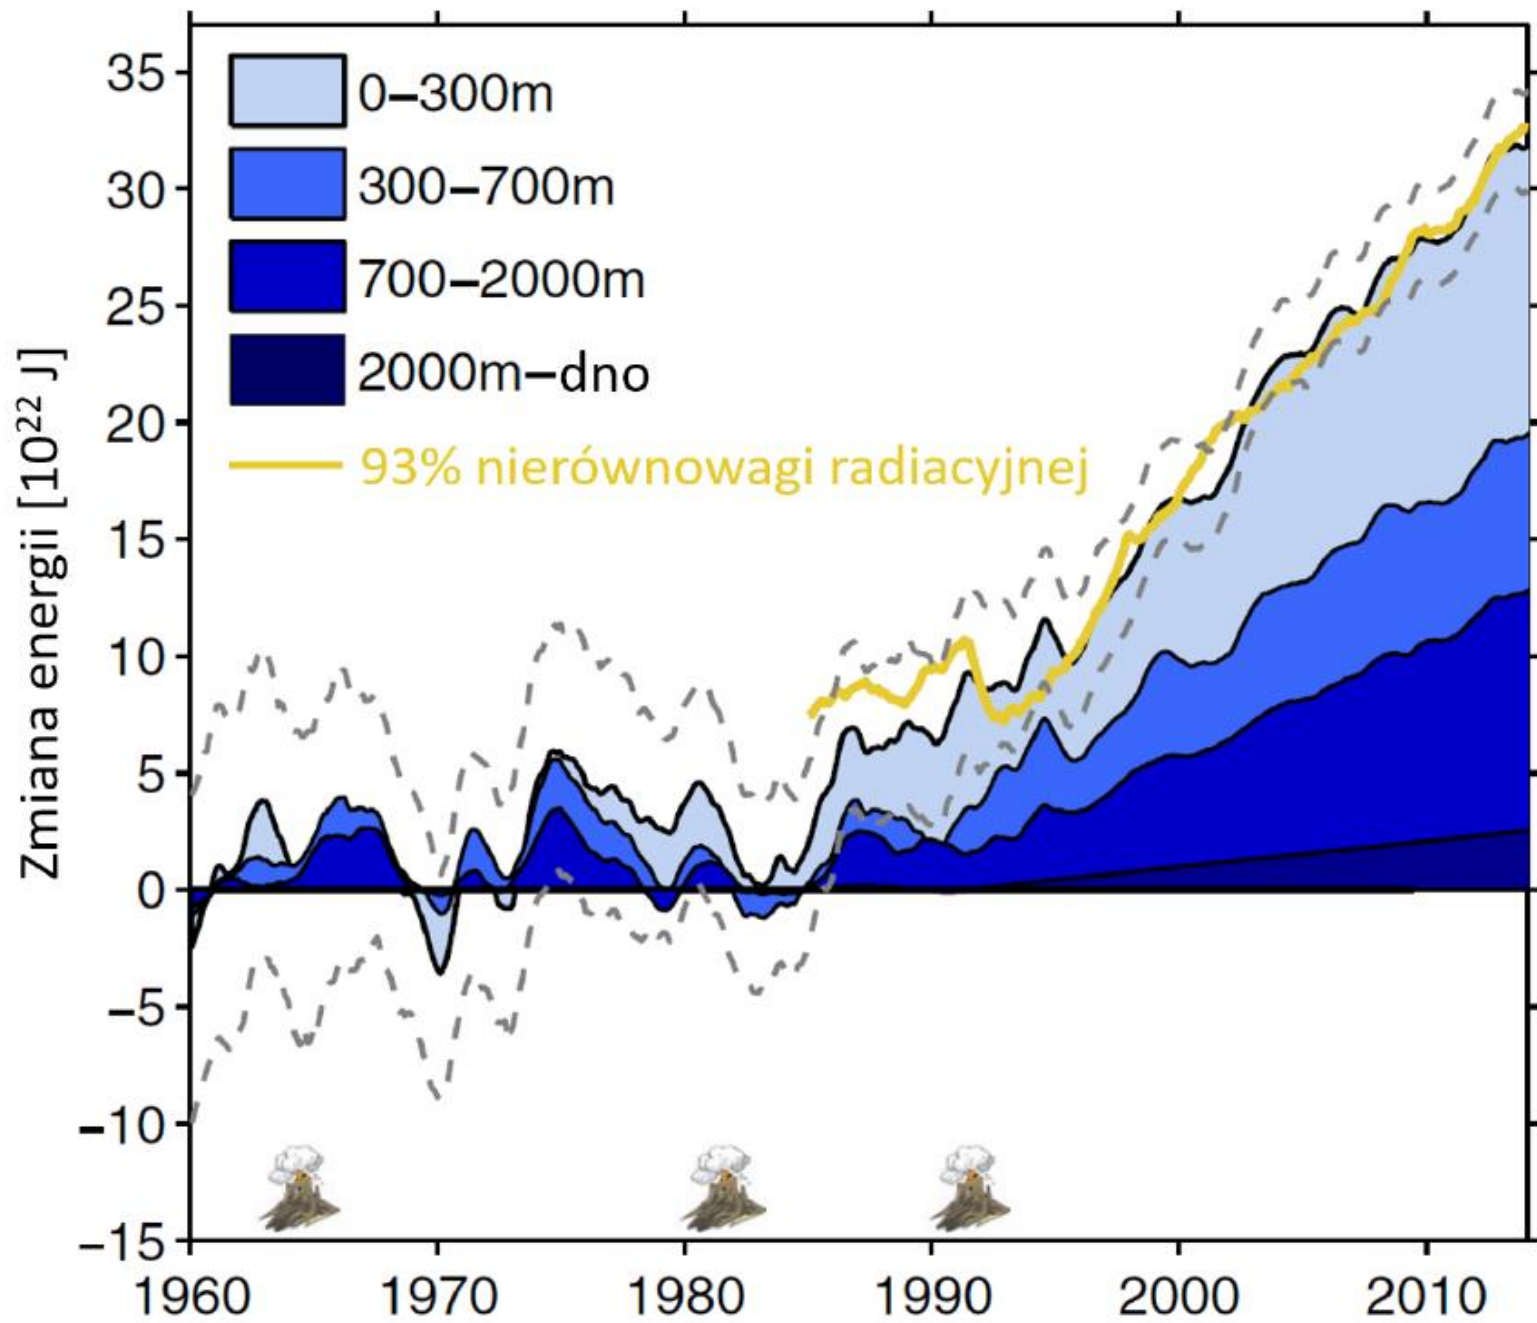 35
0–300m
30
300–700m
700–2000m
25
2000m–dno
20
93% nierównowagi radiacyjnej
15
10
5
0
–5
–10
–15
Zmiana energii [10²² J]
1960 1970 1980 1990 2000 2010